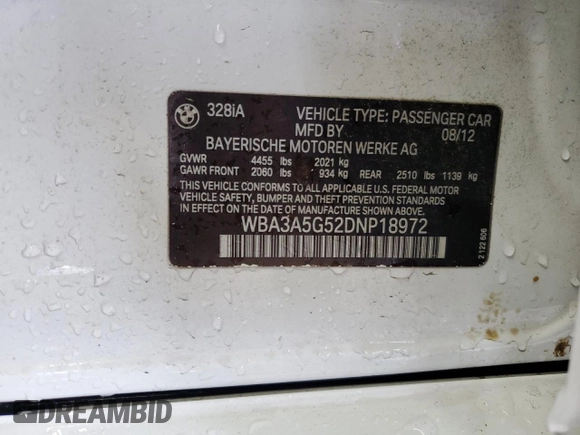 328iA VEHICLE TYPE: PASSENGER CAR
MFD BY 08/12
BAYERISCHE MOTOREN WERKE AG
GVWR 4455 lbs 2021 kg
GAWR FRONT 2060 lbs 934 kg REAR 2510 lbs 1139 kg
THIS VEHICLE CONFORMS TO ALL APPLICABLE U.S. FEDERAL MOTOR
VEHICLE SAFETY, BUMPER AND THEFT PREVENTION STANDARDS
IN EFFECT ON THE DATE OF MANUFACTURE SHOWN ABOVE.
WBA3A5G52DNP18972
2 122 606
DREAMBID